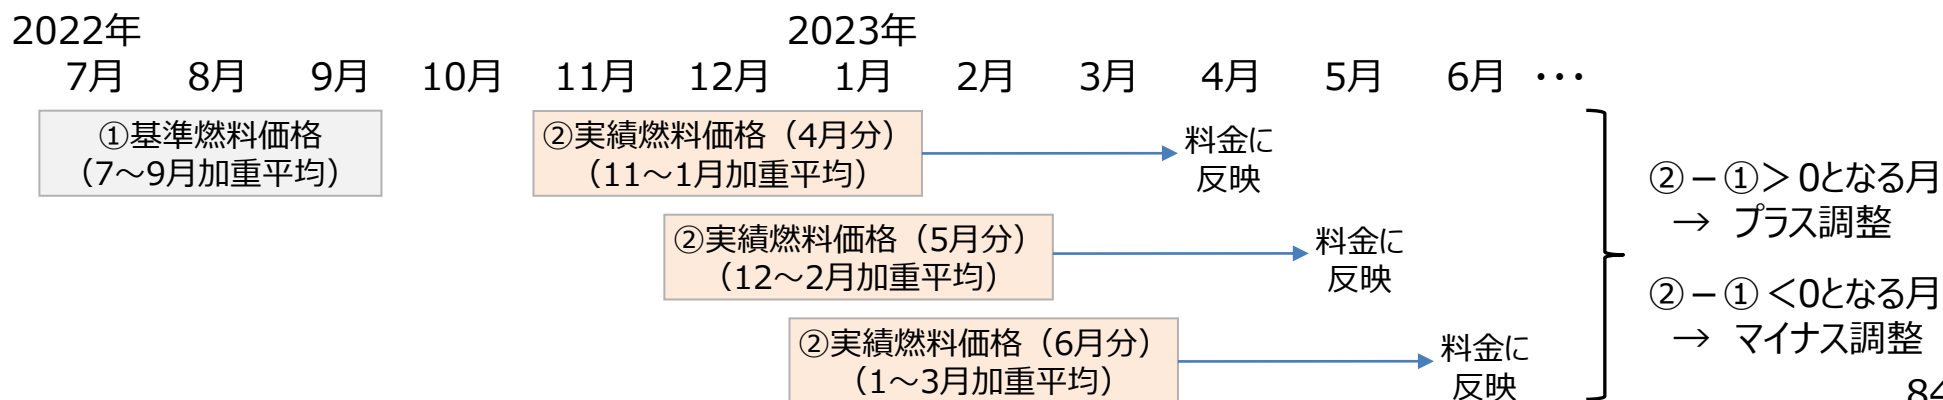 2022年
2023年
7月 8月 9月 10月 11月 12月 1月 2月 3月 4月 5月 6月 ・・・
①基準燃料価格
（7～9月加重平均）
②実績燃料価格（4月分）
（11～1月加重平均）
料金に
反映
②実績燃料価格（5月分）
（12～2月加重平均）
料金に
反映
②実績燃料価格（6月分）
（1～3月加重平均）
料金に
反映
②－①＞0となる月
→ プラス調整
②－①＜0となる月
→ マイナス調整
84